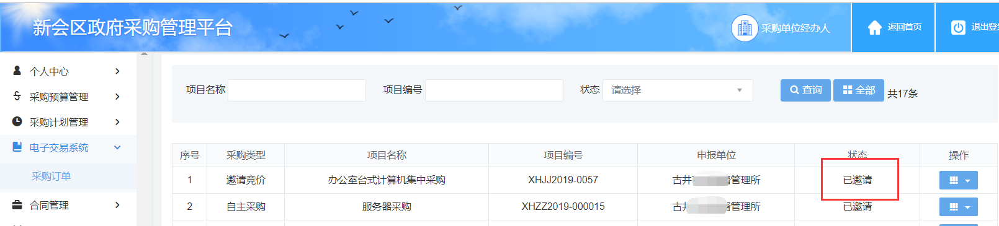 新会区政府采购管理平台
采购单位经办人
返回首页
退出登
个人中心
采购预算管理
采购计划管理
电子交易系统
采购订单
合同管理
项目名称
项目编号
状态 请选择
查询
全部
共17条
序号 采购类型 项目名称 项目编号 申报单位 状态 操作
1 邀请竞价 办公室台式计算机集中采购 XHJJ2019-0057 古井 管理所 已邀请
2 自主采购 服务器采购 XHZZ2019-000015 古井 管理所 已邀请